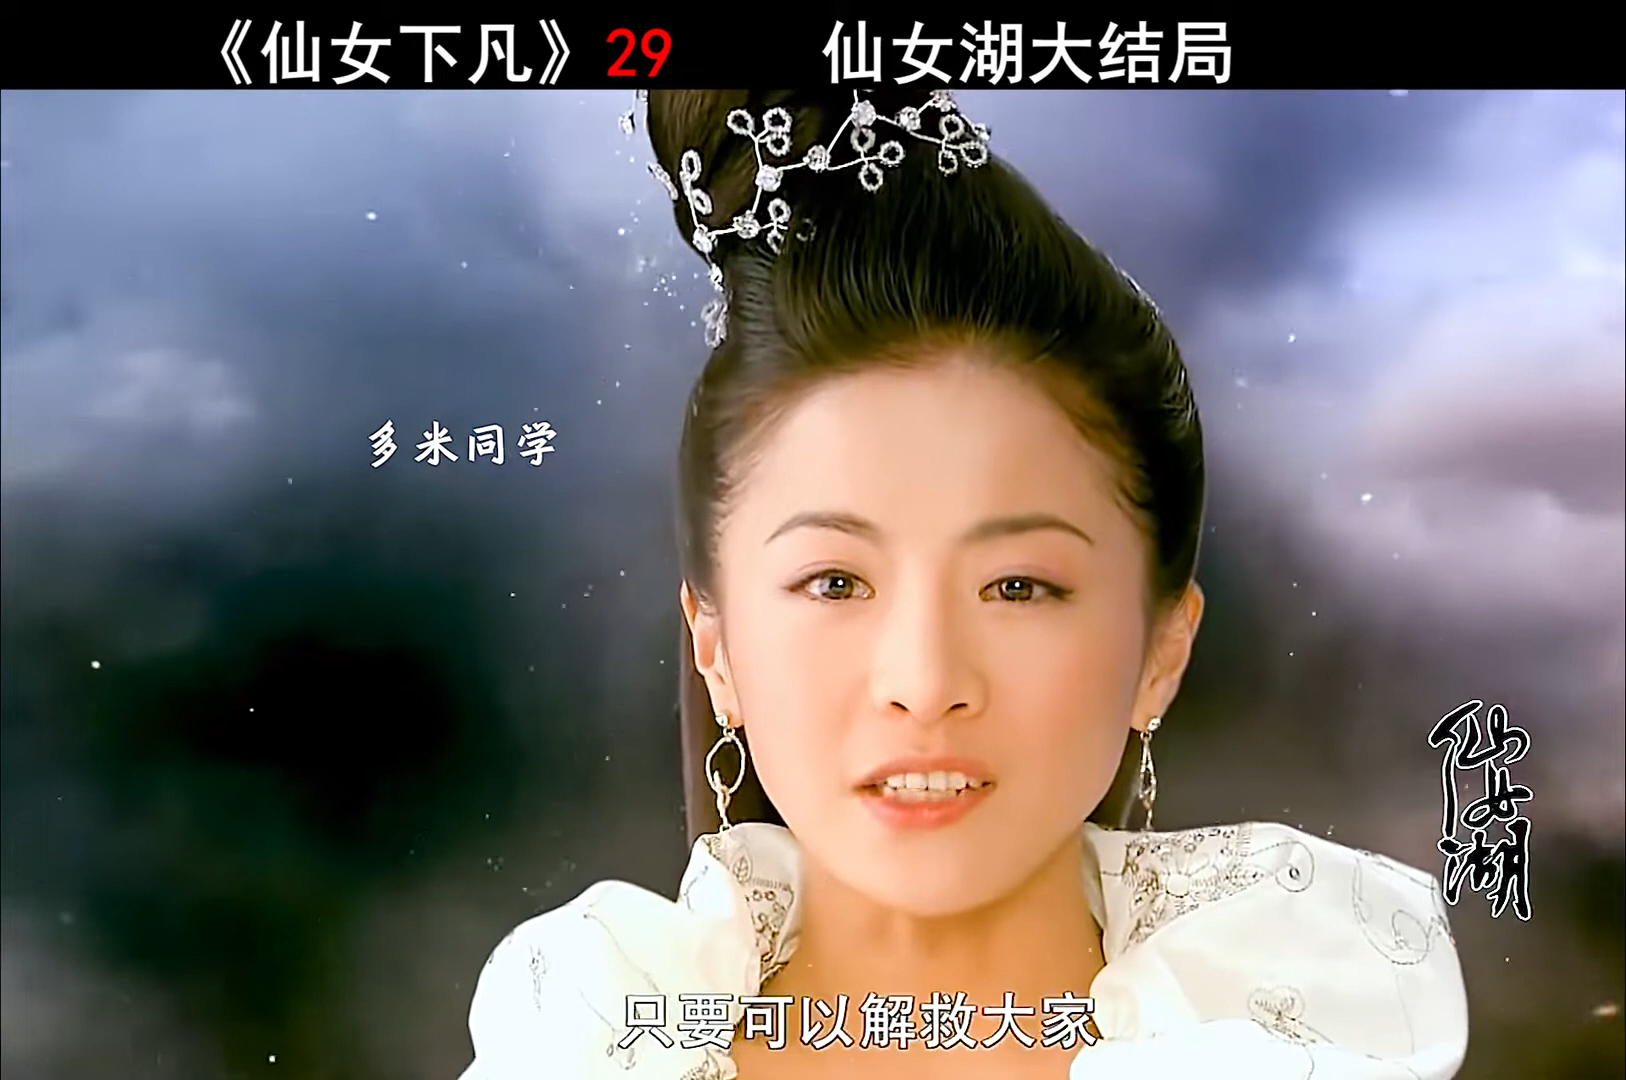 《仙女下凡》29 仙女湖大结局
多米同学
仙女湖
只要可以解救大家